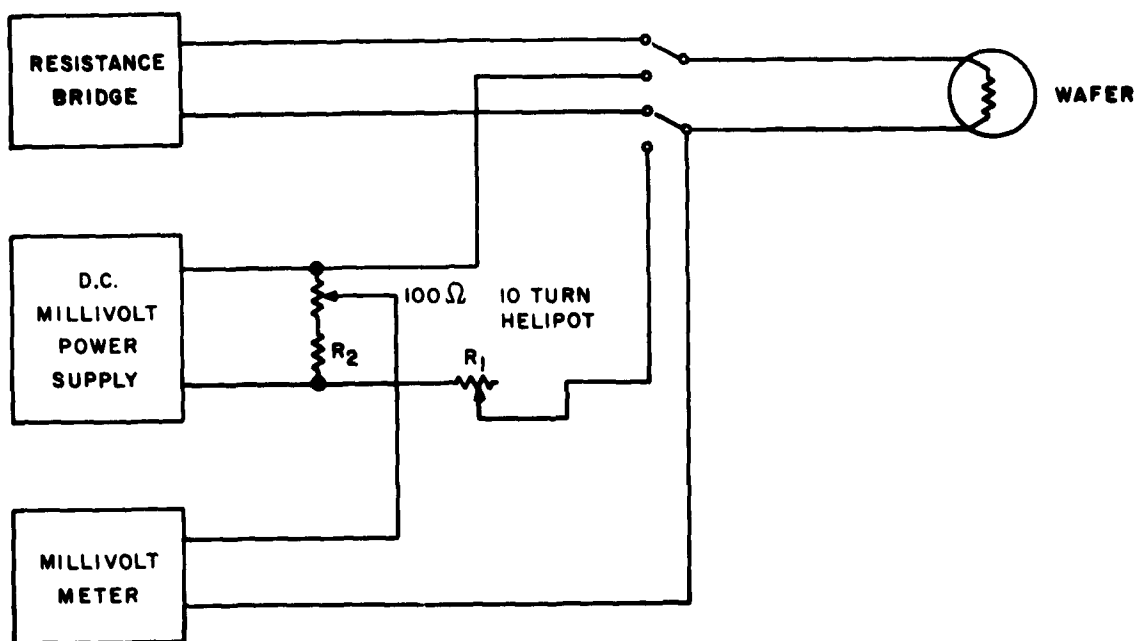 RESISTANCE
BRIDGE
WAFER
D.C.
MILLIVOLT
POWER
SUPPLY
100Ω
10 TURN
HELIPOT
R2
R1
MILLIVOLT
METER